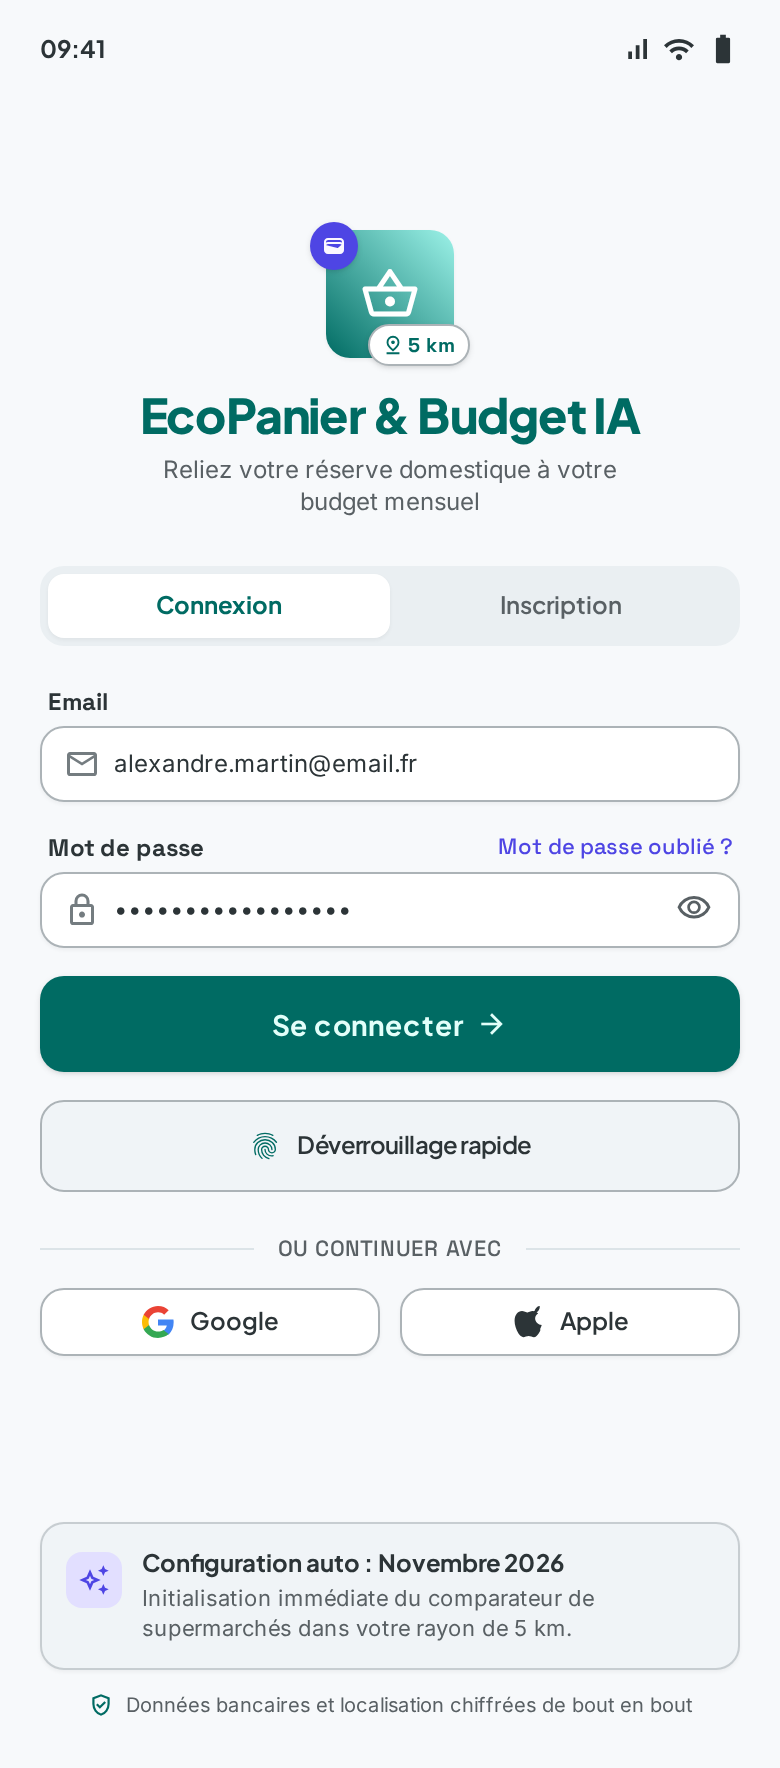 09:41
5 km
EcoPanier & Budget IA
Reliez votre réserve domestique à votre
budget mensuel
Connexion
Inscription
Email
alexandre.martin@email.fr
Mot de passe
Mot de passe oublié ?
•••••••••••••••••
Se connecter
Déverrouillage rapide
OU CONTINUER AVEC
Google
Apple
Configuration auto : Novembre 2026
Initialisation immédiate du comparateur de
supermarchés dans votre rayon de 5 km.
Données bancaires et localisation chiffrées de bout en bout